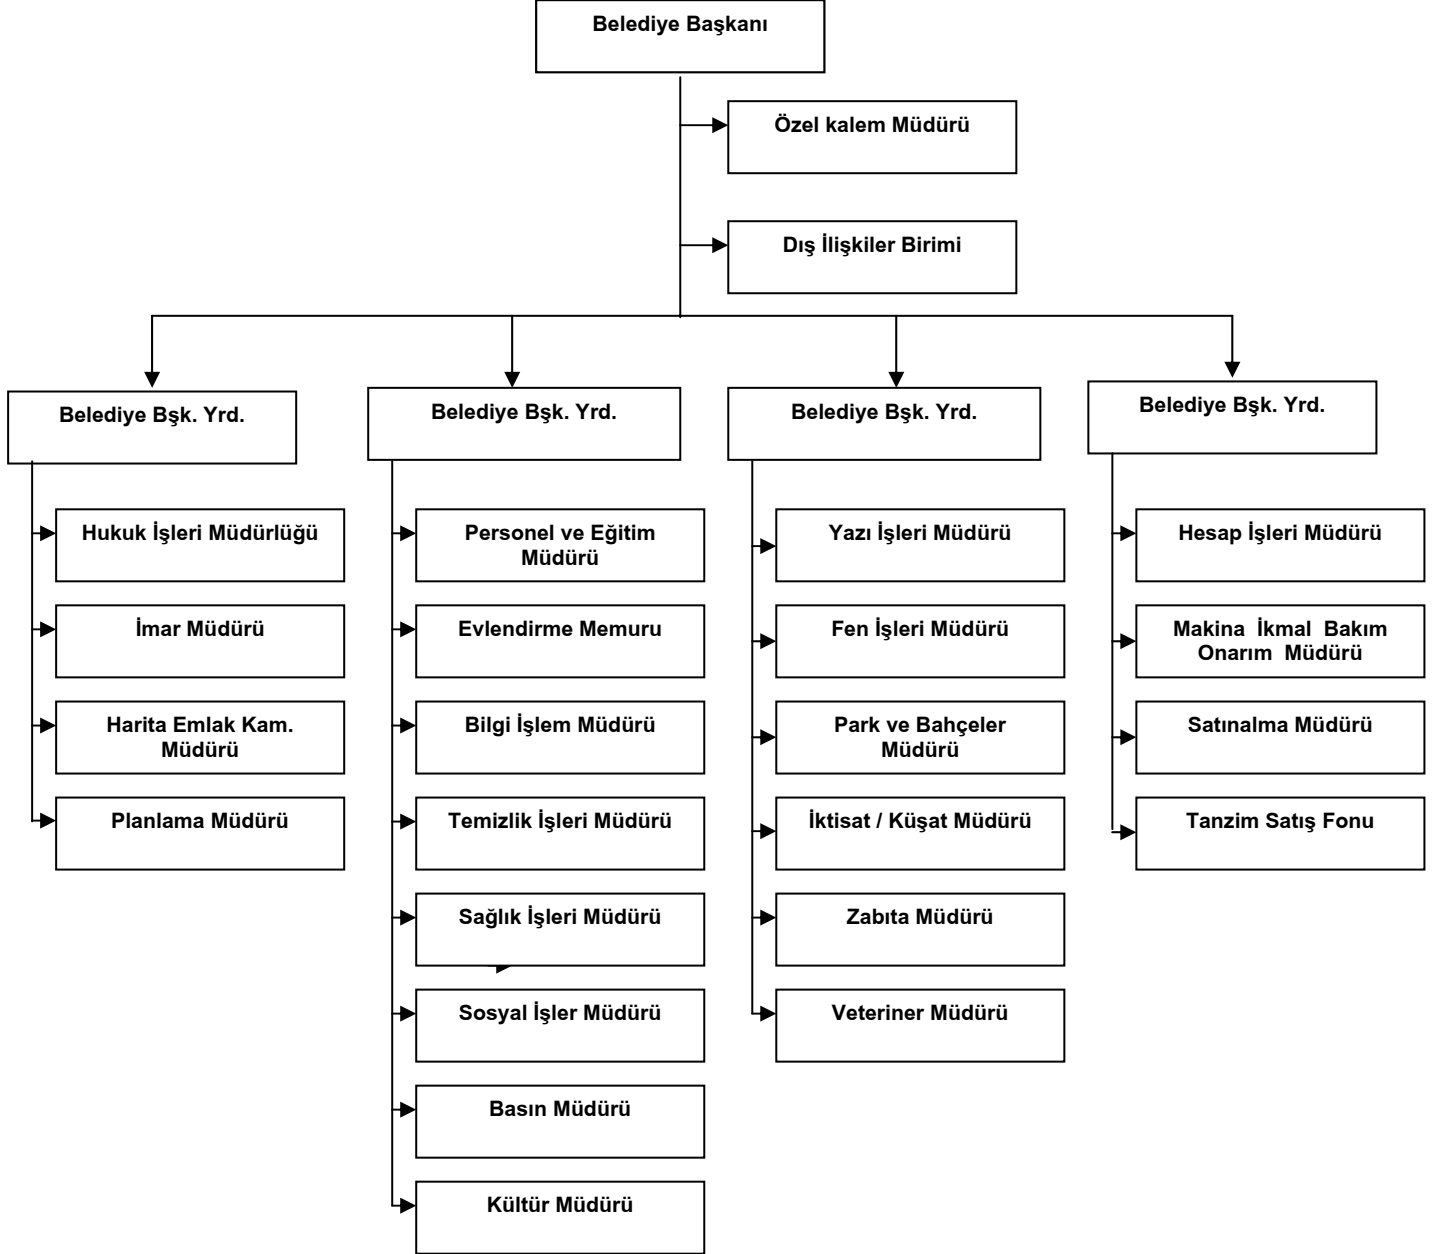 Belediye Başkanı
Özel kalem Müdürü
Dış İlişkiler Birimi
Belediye Bşk. Yrd.
Hukuk İşleri Müdürlüğü
İmar Müdürü
Harita Emlak Kam.
Müdürü
Planlama Müdürü
Belediye Bşk. Yrd.
Personel ve Eğitim
Müdürü
Evlendirme Memuru
Bilgi İşlem Müdürü
Temizlik İşleri Müdürü
Sağlık İşleri Müdürü
Sosyal İşler Müdürü
Basın Müdürü
Kültür Müdürü
Belediye Bşk. Yrd.
Yazı İşleri Müdürü
Fen İşleri Müdürü
Park ve Bahçeler
Müdürü
İktisat / Küşat Müdürü
Zabıta Müdürü
Veteriner Müdürü
Belediye Bşk. Yrd.
Hesap İşleri Müdürü
Makina İkmal Bakım
Onarım Müdürü
Satınalma Müdürü
Tanzim Satış Fonu